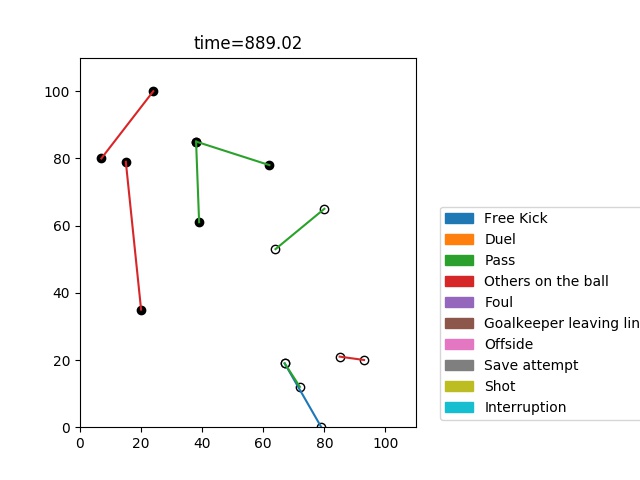 time=889.02
100
80
60
40
20
0
0 20 40 60 80 100
Free Kick
Duel
Pass
Others on the ball
Foul
Goalkeeper leaving lin
Offside
Save attempt
Shot
Interruption